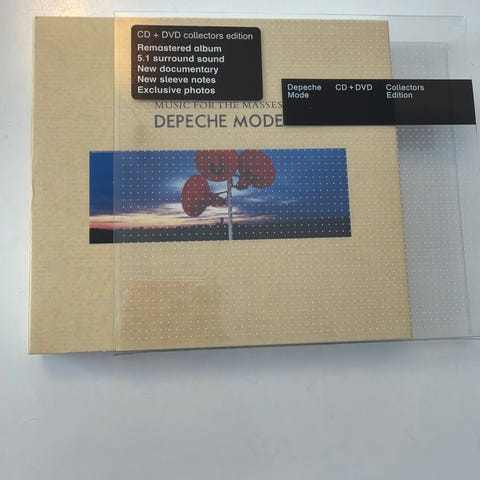 CD + DVD collectors edition
Remastered album
5.1 surround sound
New documentary
New sleeve notes
Exclusive photos
Depeche Mode CD + DVD Collectors Edition
MUSIC FOR THE MASSES
DEPECHE MODE